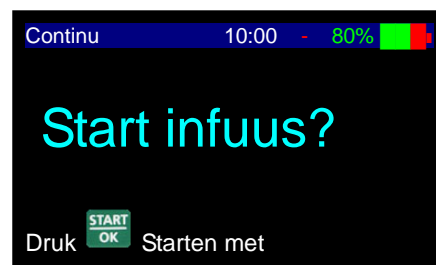 Continu 10:00 - 80%
Start infuus?
Druk START OK Starten met